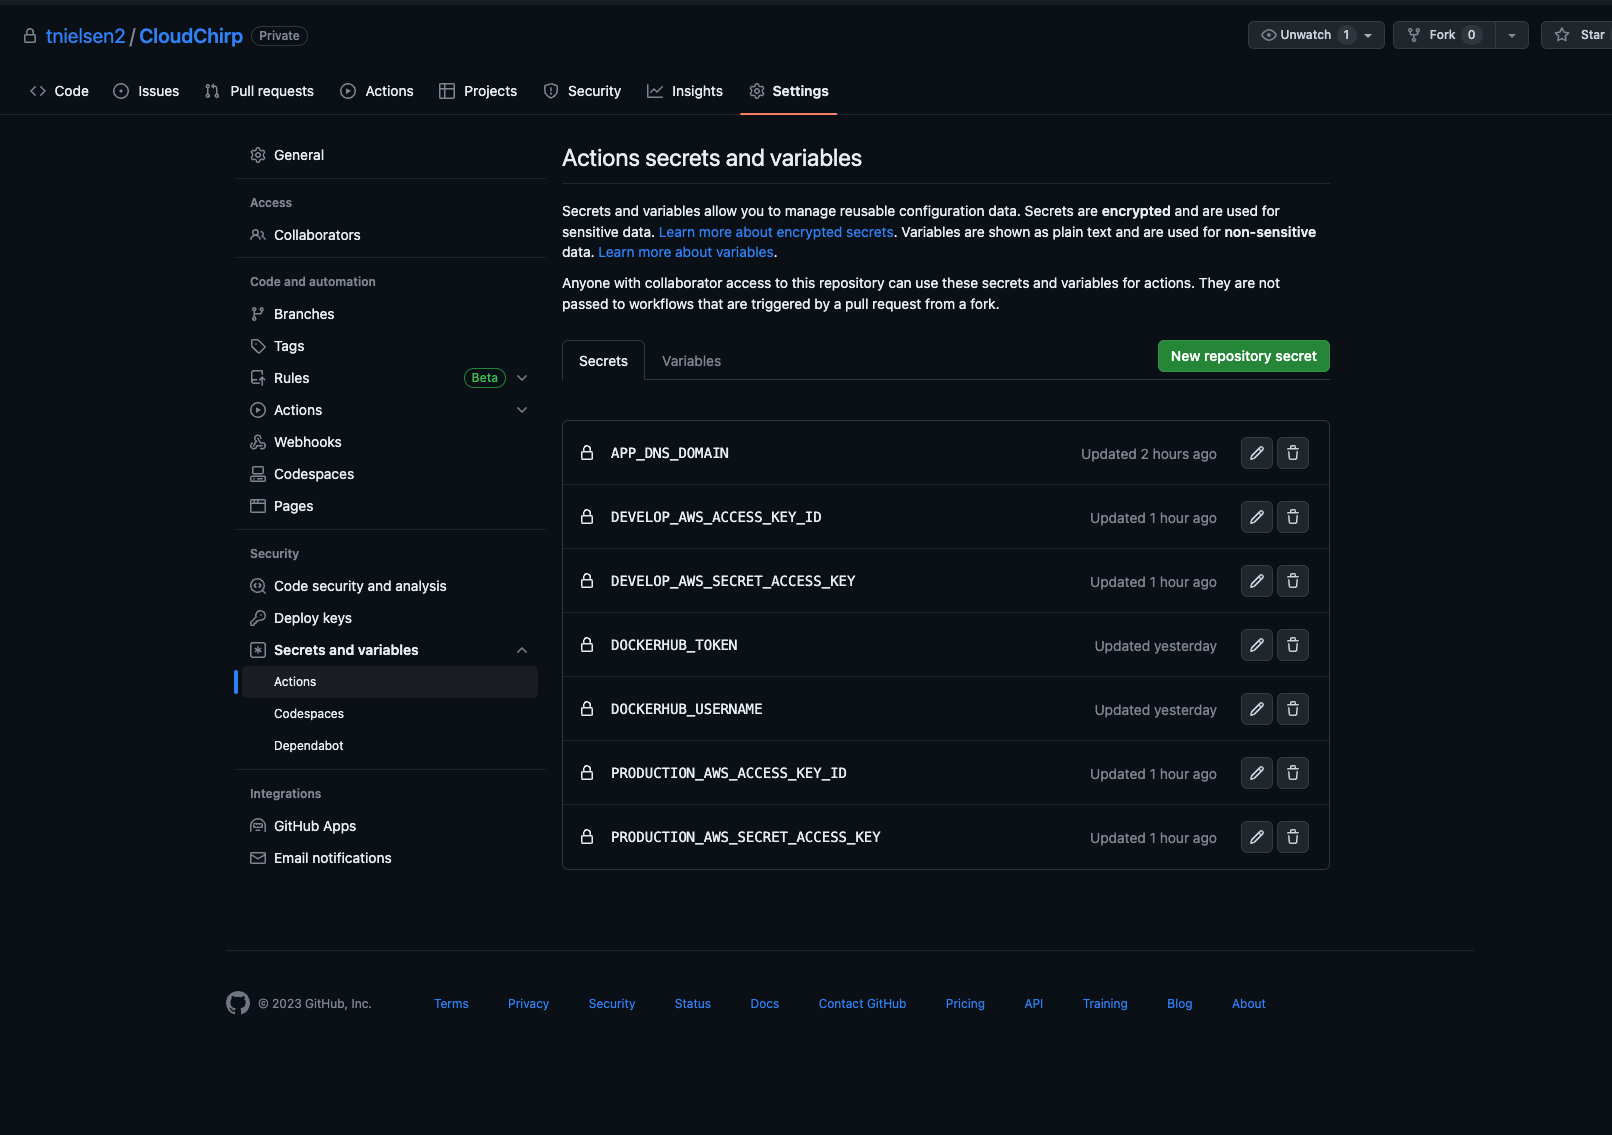 tnielsen2 / CloudChirp Private
Unwatch 1
Fork 0
Star
Code Issues Pull requests Actions Projects Security Insights Settings
General
Access
Collaborators
Code and automation
Branches
Tags
Rules Beta
Actions
Webhooks
Codespaces
Pages
Security
Code security and analysis
Deploy keys
Secrets and variables
Actions
Codespaces
Dependabot
Integrations
GitHub Apps
Email notifications
Actions secrets and variables
Secrets and variables allow you to manage reusable configuration data. Secrets are encrypted and are used for
sensitive data. Learn more about encrypted secrets. Variables are shown as plain text and are used for non-sensitive
data. Learn more about variables.
Anyone with collaborator access to this repository can use these secrets and variables for actions. They are not
passed to workflows that are triggered by a pull request from a fork.
Secrets Variables
New repository secret
APP_DNS_DOMAIN Updated 2 hours ago
DEVELOP_AWS_ACCESS_KEY_ID Updated 1 hour ago
DEVELOP_AWS_SECRET_ACCESS_KEY Updated 1 hour ago
DOCKERHUB_TOKEN Updated yesterday
DOCKERHUB_USERNAME Updated yesterday
PRODUCTION_AWS_ACCESS_KEY_ID Updated 1 hour ago
PRODUCTION_AWS_SECRET_ACCESS_KEY Updated 1 hour ago
© 2023 GitHub, Inc. Terms Privacy Security Status Docs Contact GitHub Pricing API Training Blog About